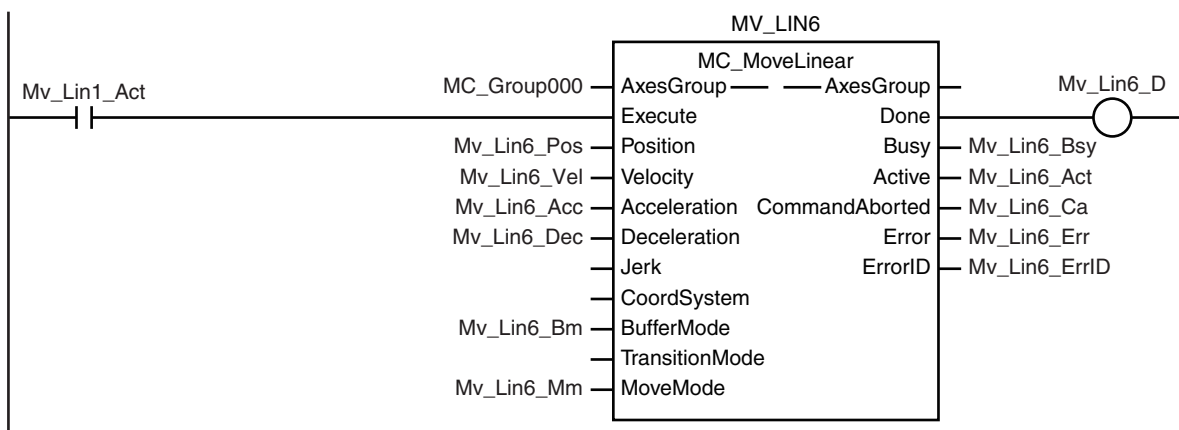 MV_LIN6
MC_MoveLinear
Mv_Lin1_Act
MC_Group000 AxesGroup AxesGroup Mv_Lin6_D
Execute Done
Mv_Lin6_Pos Position Busy Mv_Lin6_Bsy
Mv_Lin6_Vel Velocity Active Mv_Lin6_Act
Mv_Lin6_Acc Acceleration CommandAborted Mv_Lin6_Ca
Mv_Lin6_Dec Deceleration Error Mv_Lin6_Err
Jerk ErrorID Mv_Lin6_ErrID
CoordSystem
Mv_Lin6_Bm BufferMode
TransitionMode
Mv_Lin6_Mm MoveMode